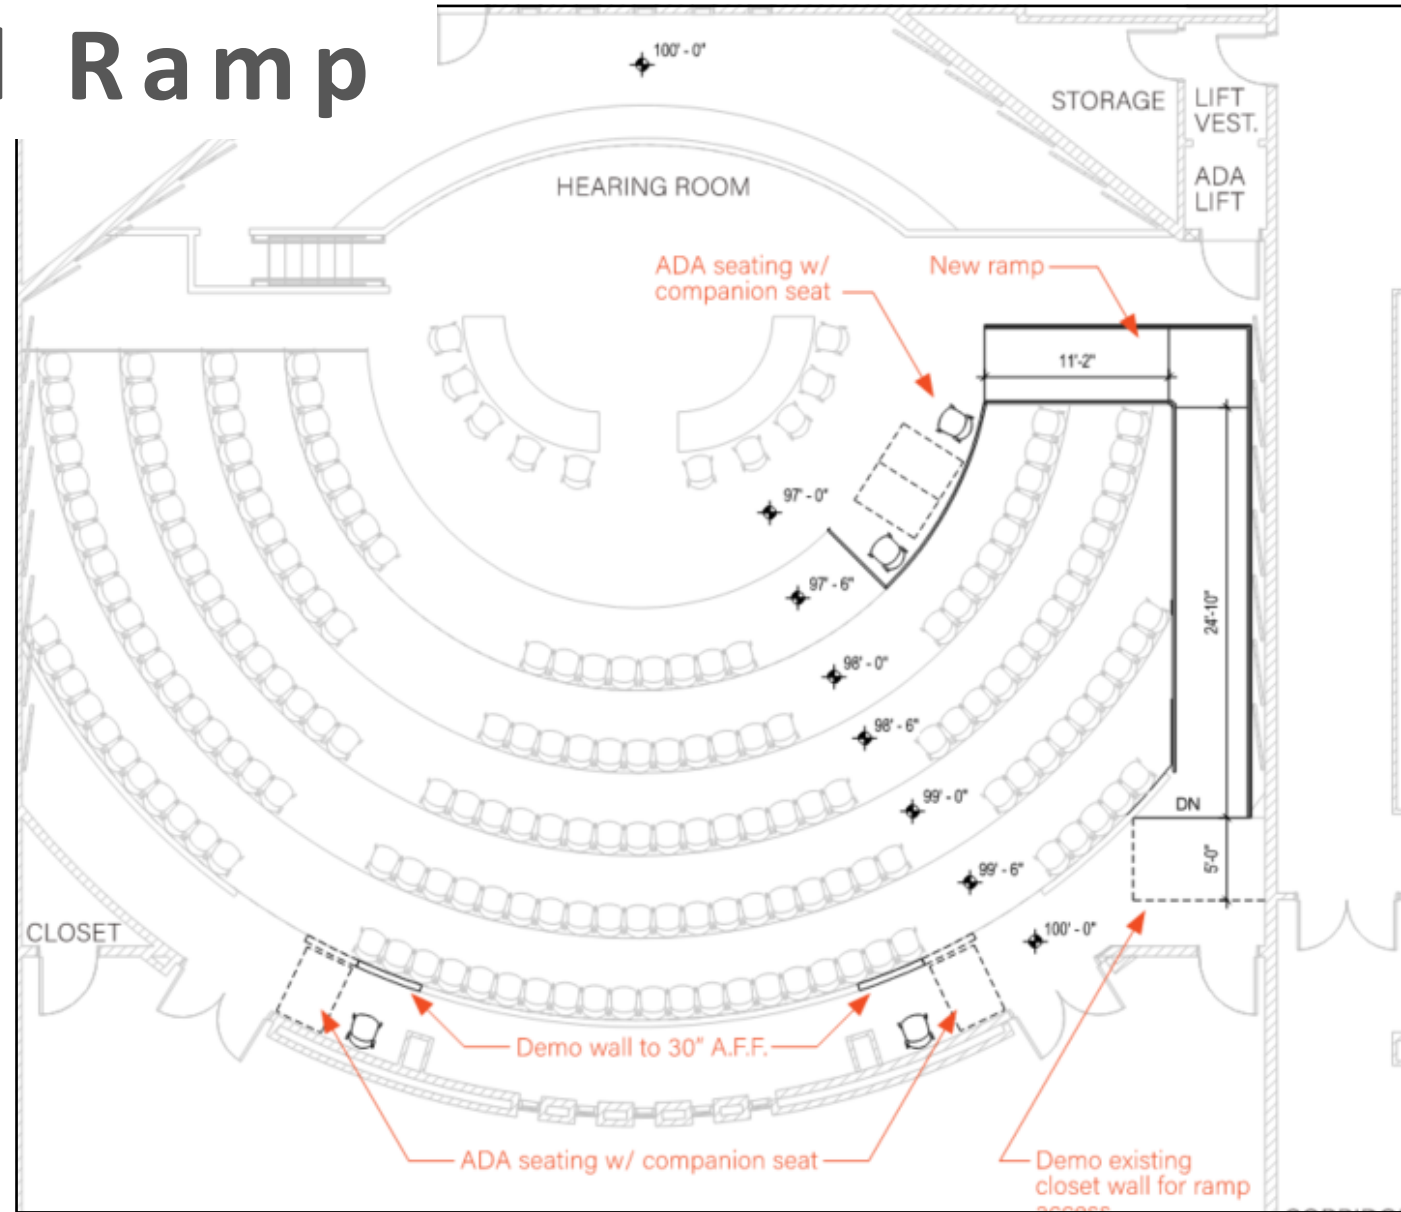 Ramp
100' - 0"
STORAGE
LIFT
VEST.
ADA
LIFT
HEARING ROOM
ADA seating w/
companion seat
New ramp
11'-2"
97' - 0"
97' - 6"
24'-10"
98' - 0"
98' - 6"
99' - 0"
DN
5'-0"
99' - 6"
CLOSET
100' - 0"
Demo wall to 30" A.F.F.
ADA seating w/ companion seat
Demo existing
closet wall for ramp
access